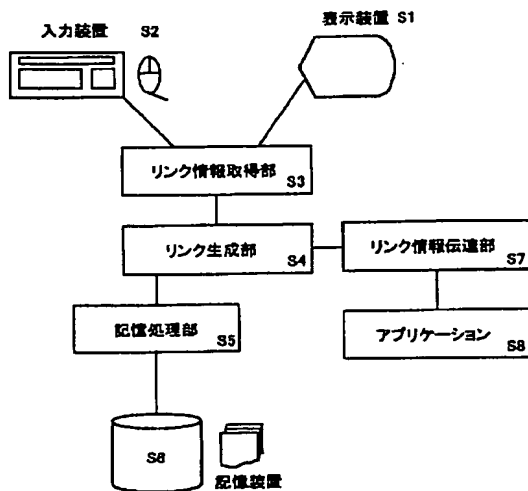 入力装置 S2
表示装置 S1
リンク情報取得部
S3
リンク生成部
S4
リンク情報伝達部
S7
記憶処理部
S5
アプリケーション
S8
S6
記憶装置